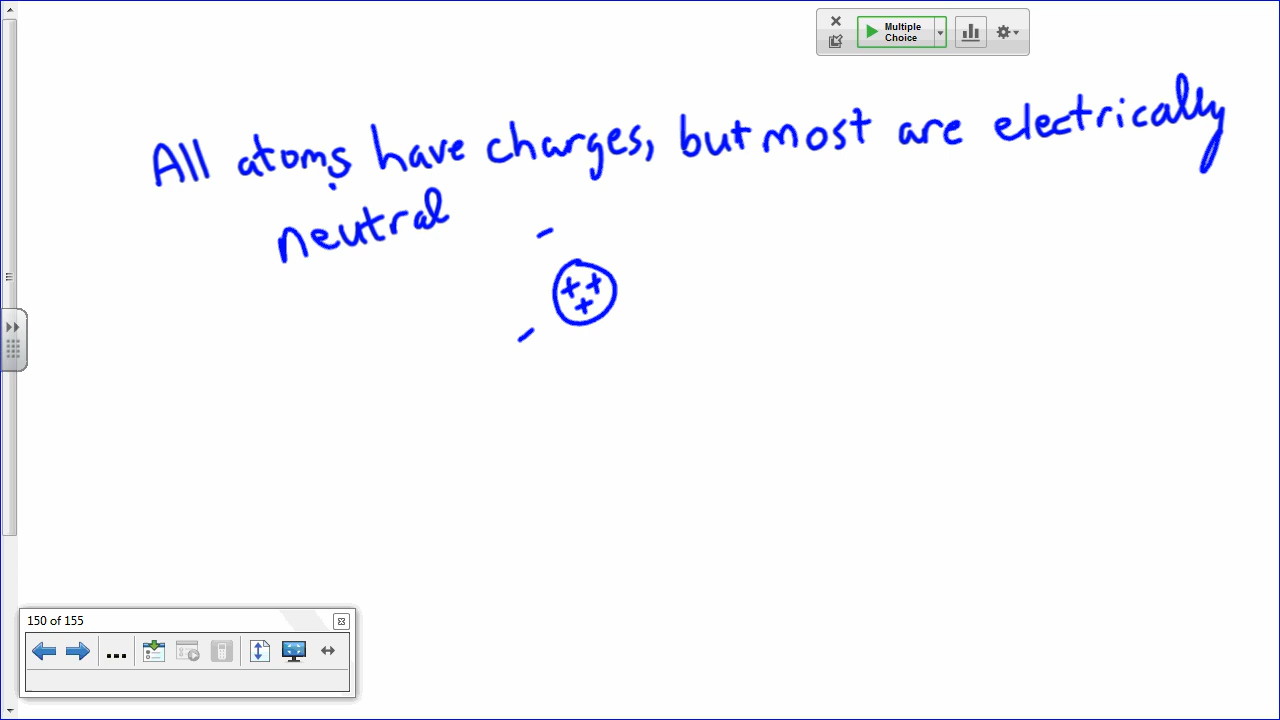 Multiple
Choice
All atoms have charges, but most are electrically
neutral
- 
+ +
+
-
150 of 155